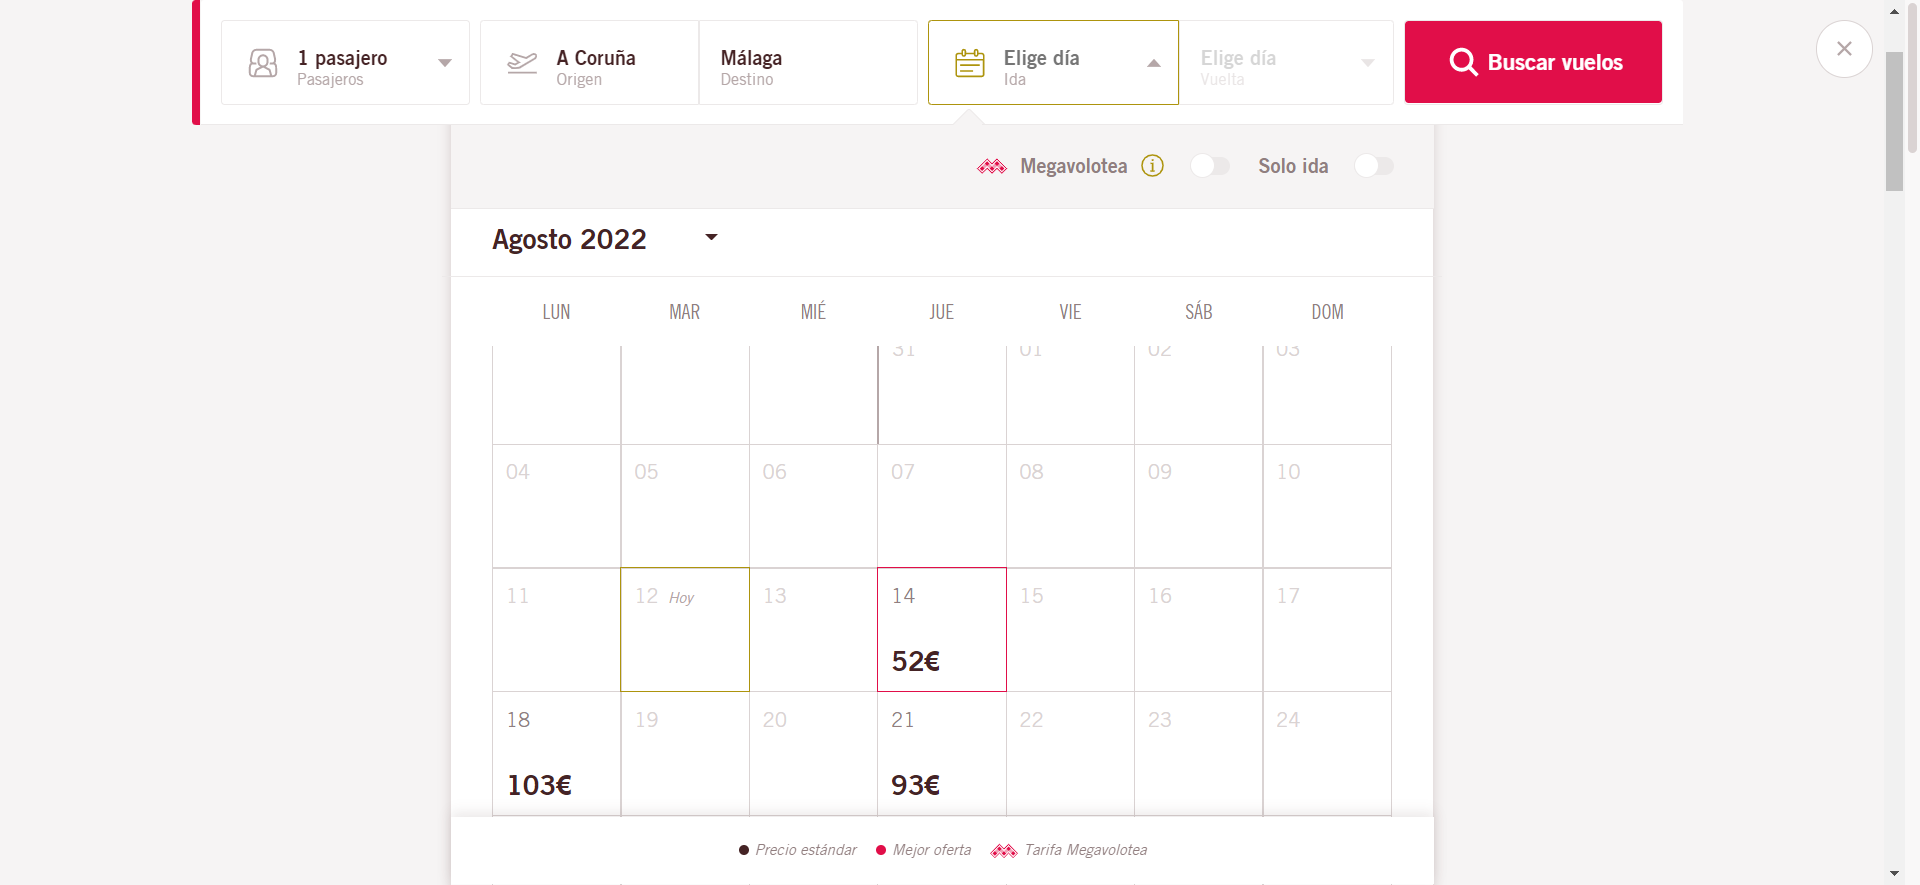 1 pasajero
Pasajeros
A Coruña
Origen
Málaga
Destino
Elige día
Ida
Elige día
Vuelta
Buscar vuelos
Megavolotea
Solo ida
Agosto 2022
LUN MAR MIÉ JUE VIE SÁB DOM
31 01 02 03
04 05 06 07 08 09 10
11 12 Hoy 13 14 15 16 17
52€
18 19 20 21 22 23 24
103€ 93€
Precio estándar Mejor oferta Tarifa Megavolotea